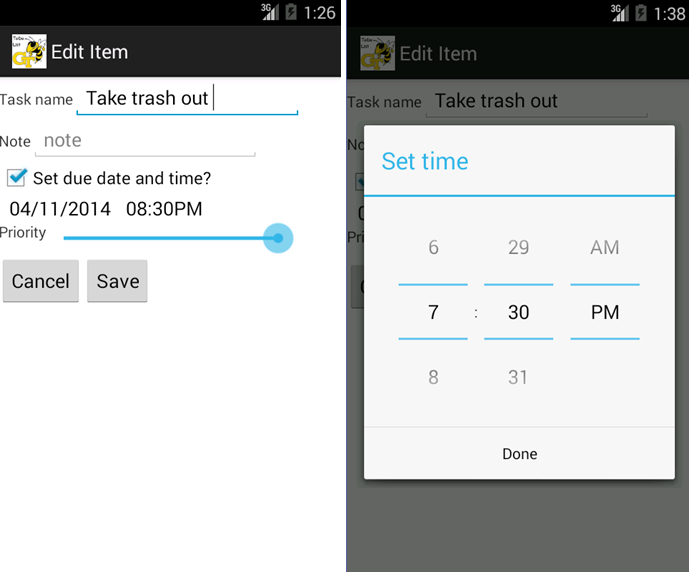 3G 1:26
ToDo List
Edit Item
Task name Take trash out
Note note
Set due date and time?
04/11/2014 08:30PM
Priority
Cancel Save
3G 1:38
Edit Item
Task name Take trash out
No
Set time
6 29 AM
7 : 30 PM
8 31
Done